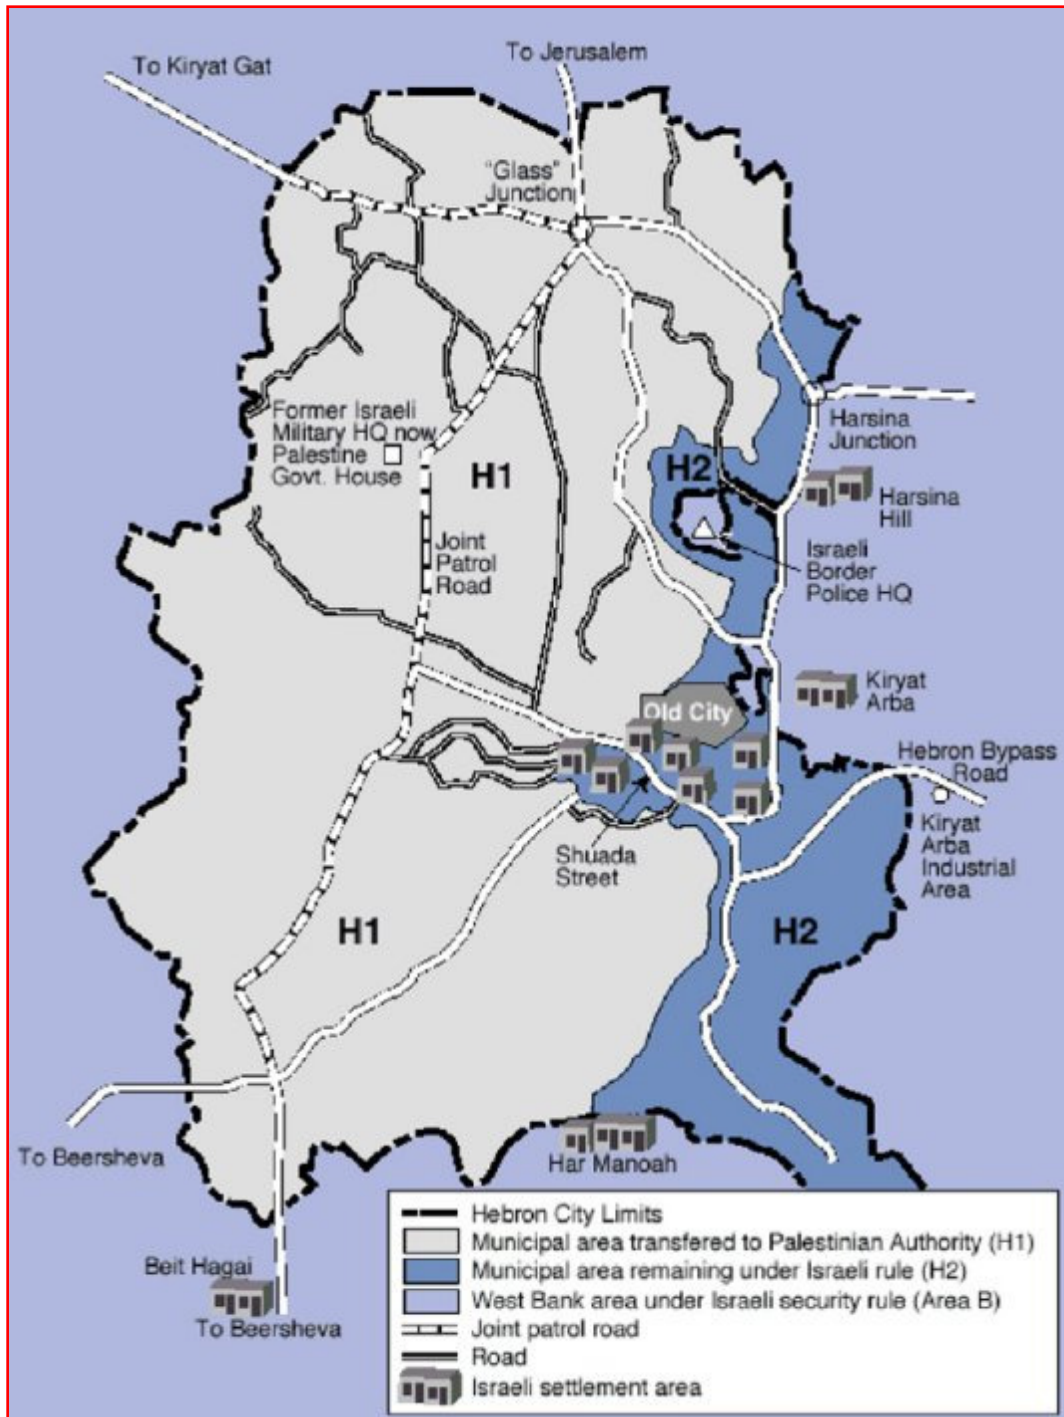 To Kiryat Gat
To Jerusalem
"Glass"
Junction
Former Israeli
Military HQ now
Palestine
Govt. House
H1
H2
Harsina
Junction
Harsina
Hill
Joint
Patrol
Road
Israeli
Border
Police HQ
Kiryat
Arba
Old City
Hebron Bypass
Road
Kiryat
Arba
Industrial
Area
Shuada
Street
H1
H2
To Beersheva
Har Manoah
Beit Hagai
To Beersheva
Hebron City Limits
Municipal area transfered to Palestinian Authority (H1)
Municipal area remaining under Israeli rule (H2)
West Bank area under Israeli security rule (Area B)
Joint patrol road
Road
Israeli settlement area